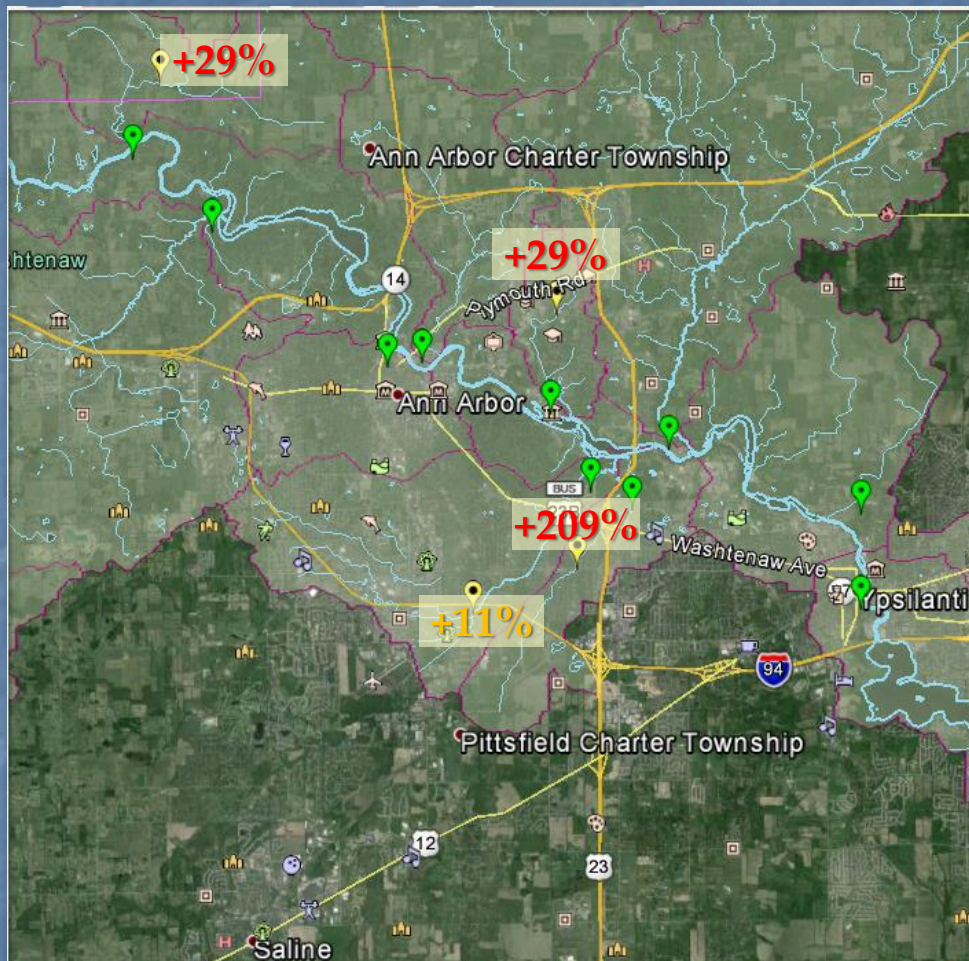 +29%
Ann Arbor Charter Township
+29%
htenaw
14
Plymouth Rd
Ann Arbor
BUS
+209%
Washtenaw Ave
Ypsilanti
+11%
94
Pittsfield Charter Township
12
23
Saline